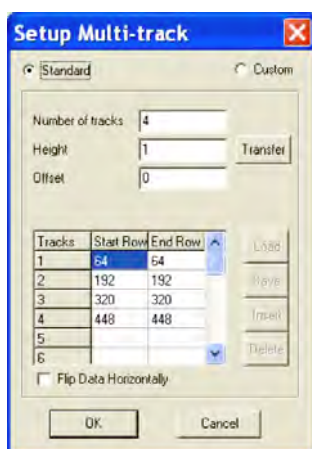 Setup Multi-track
Standard Custom
Number of tracks 4
Height 1 Transfer
Offset 0
Tracks Start Row End Row Load
1 64 64
2 192 192 Save
3 320 320
4 448 448 Insert
5
6 Delete
Flip Data Horizontally
OK Cancel